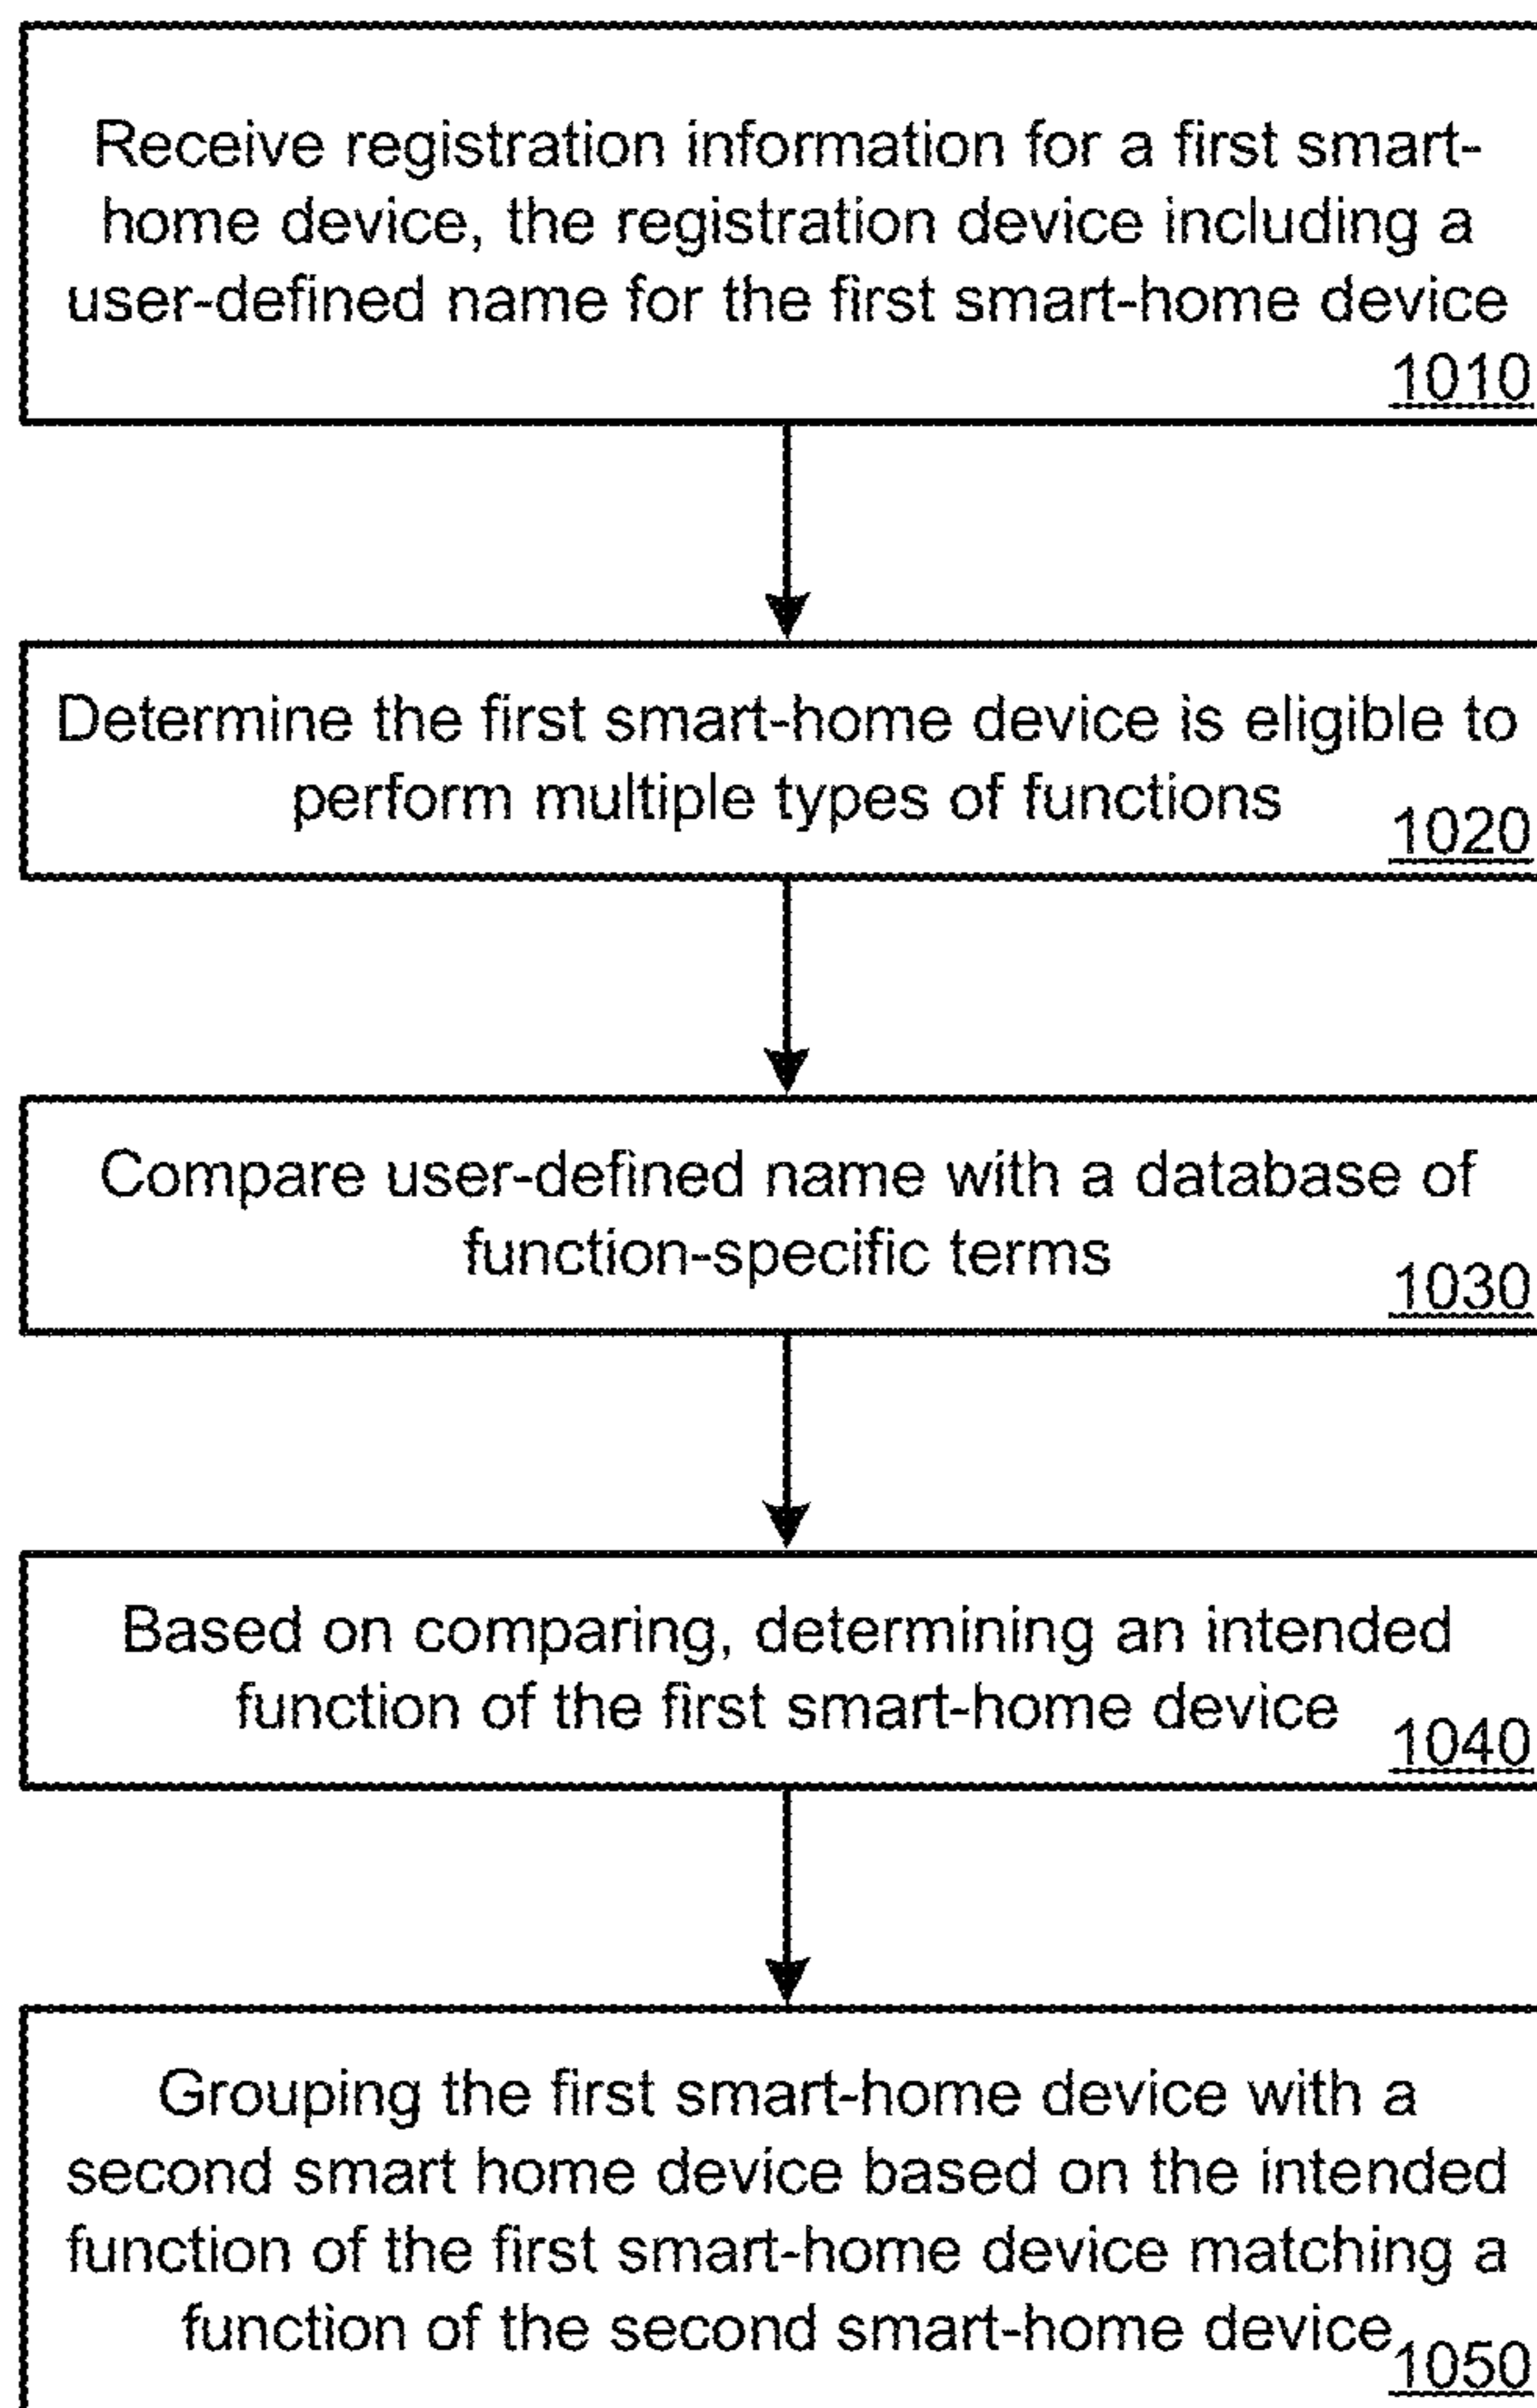 Receive registration information for a first smart-
home device, the registration device including a
user-defined name for the first smart-home device
1010
Determine the first smart-home device is eligible to
perform multiple types of functions
1020
Compare user-defined name with a database of
function-specific terms
1030
Based on comparing, determining an intended
function of the first smart-home device
1040
Grouping the first smart-home device with a
second smart home device based on the intended
function of the first smart-home device matching a
function of the second smart-home device
1050